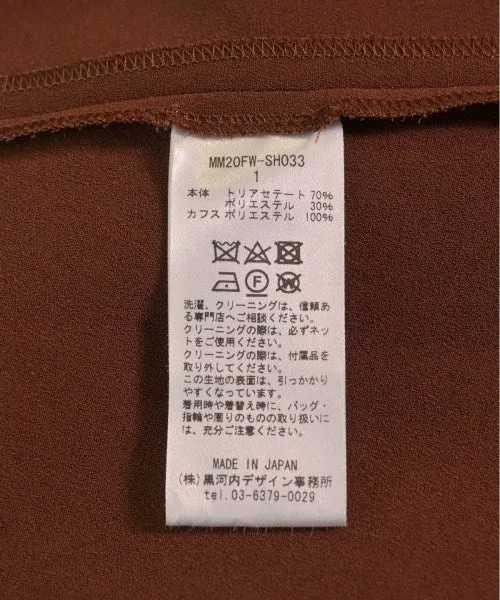 MM20FW-SH033
1
本体 トリアセテート 70%
ポリエステル 30%
カフス ポリエステル 100%
F W
洗濯、クリーニングは、信頼あ
る専門店へご相談ください。
クリーニングの際は、必ずネッ
トをご使用ください。
クリーニングの際は、付属品を
取り外してください。
この生地の表面は、引っかかり
やすくなっています。
着用時や着替え時に、バッグ・
指輪や周りのものの取り扱いに
は、充分ご注意ください。
MADE IN JAPAN
(株)黒河内デザイン事務所
tel.03-6379-0029